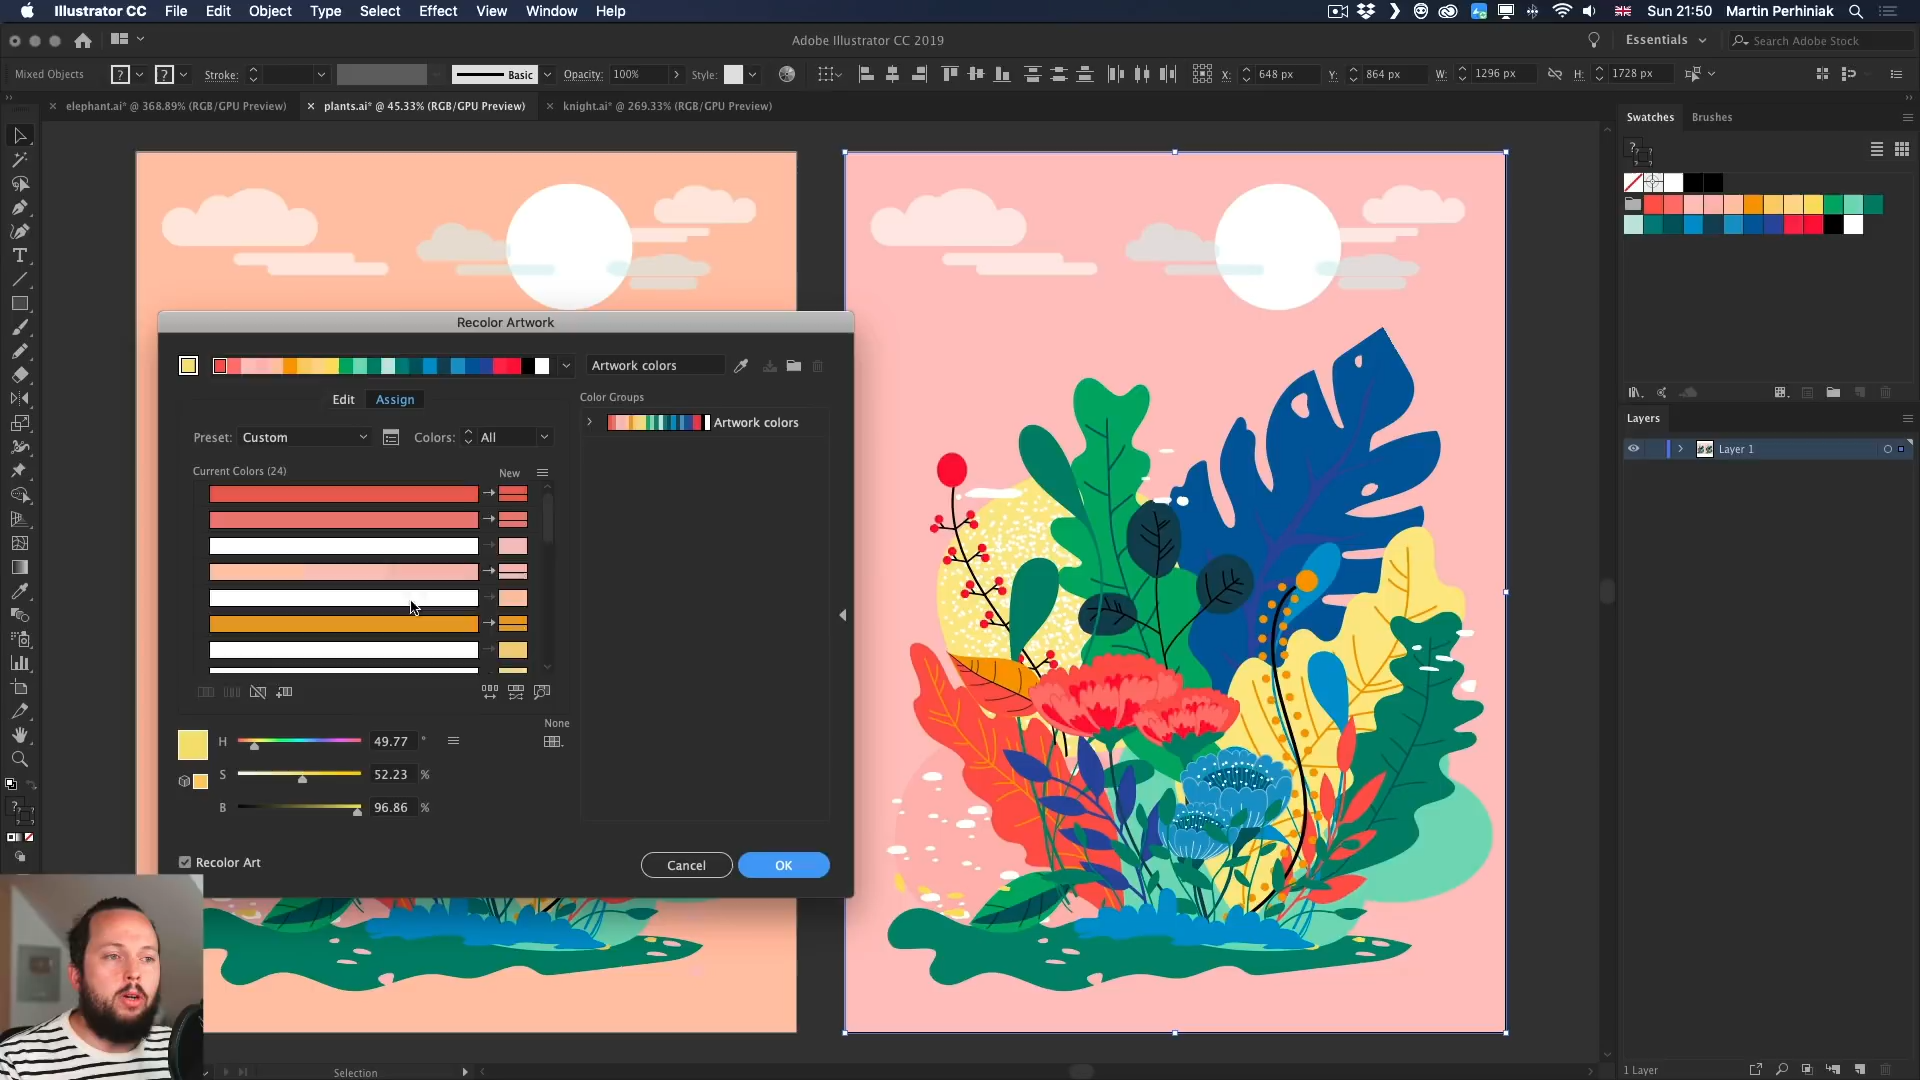 Illustrator CC File Edit Object Type Select Effect View Window Help Sun 21:50 Martin Perhiniak
Adobe Illustrator CC 2019 Essentials Search Adobe Stock
Mixed Objects ? ? Stroke: Basic Opacity: 100% Style: X: 648 px Y: 864 px W: 1296 px H: 1728 px
elephant.ai* @ 368.89% (RGB/GPU Preview) plants.ai* @ 45.33% (RGB/GPU Preview) knight.ai* @ 269.33% (RGB/GPU Preview)
Swatches Brushes
Recolor Artwork
Artwork colors
Edit Assign
Color Groups
Artwork colors
Preset: Custom Colors: All
Current Colors (24) New
None
H 49.77 °
S 52.23 %
B 96.86 %
Recolor Art
Cancel OK
Layers
Layer 1
Selection
1 Layer